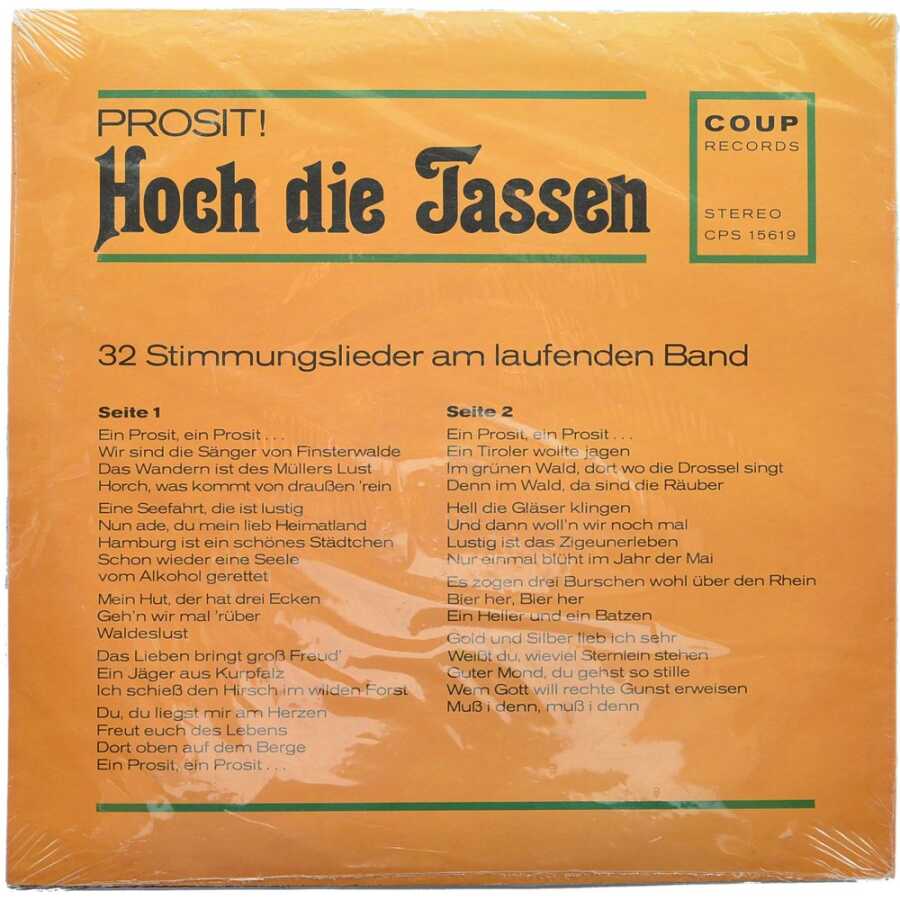 PROSIT!
Hoch die Tassen
COUP
RECORDS
STEREO
CPS 15619
32 Stimmungslieder am laufenden Band
Seite 1
Ein Prosit, ein Prosit . . .
Wir sind die Sänger von Finsterwalde
Das Wandern ist des Müllers Lust
Horch, was kommt von draußen 'rein
Eine Seefahrt, die ist lustig
Nun ade, du mein lieb Heimatland
Hamburg ist ein schönes Städtchen
Schon wieder eine Seele
vom Alkohol gerettet
Mein Hut, der hat drei Ecken
Geh'n wir mal 'rüber
Waldeslust
Das Lieben bringt groß Freud'
Ein Jäger aus Kurpfalz
Ich schieß den Hirsch im wilden Forst
Du, du liegst mir am Herzen
Freut euch des Lebens
Dort oben auf dem Berge
Ein Prosit, ein Prosit . . .
Seite 2
Ein Prosit, ein Prosit . . .
Ein Tiroler wollte jagen
Im grünen Wald, dort wo die Drossel singt
Denn im Wald, da sind die Räuber
Hell die Gläser klingen
Und dann woll'n wir noch mal
Lustig ist das Zigeunerleben
Nur einmal blüht im Jahr der Mai
Es zogen drei Burschen wohl über den Rhein
Bier her, Bier her
Ein Heller und ein Batzen
Gold und Silber lieb ich sehr
Weißt du, wieviel Sternlein stehen
Guter Mond, du gehst so stille
Wem Gott will rechte Gunst erweisen
Muß i denn, muß i denn